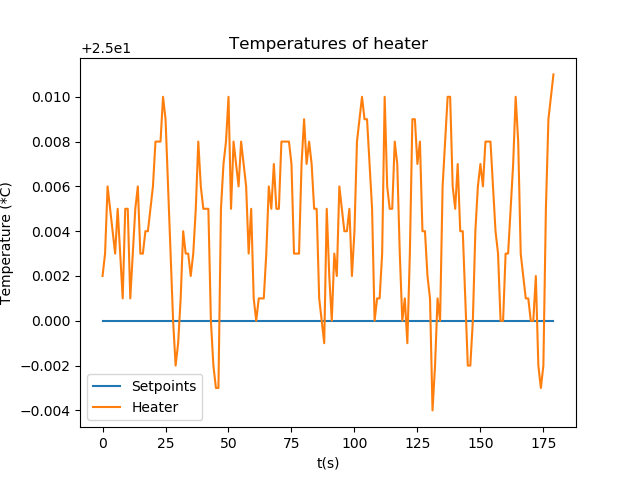 Temperatures of heater
+2.5e1
0.010
0.008
0.006
0.004
0.002
0.000
−0.002
−0.004
Temperature (*C)
Setpoints
Heater
0 25 50 75 100 125 150 175
t(s)